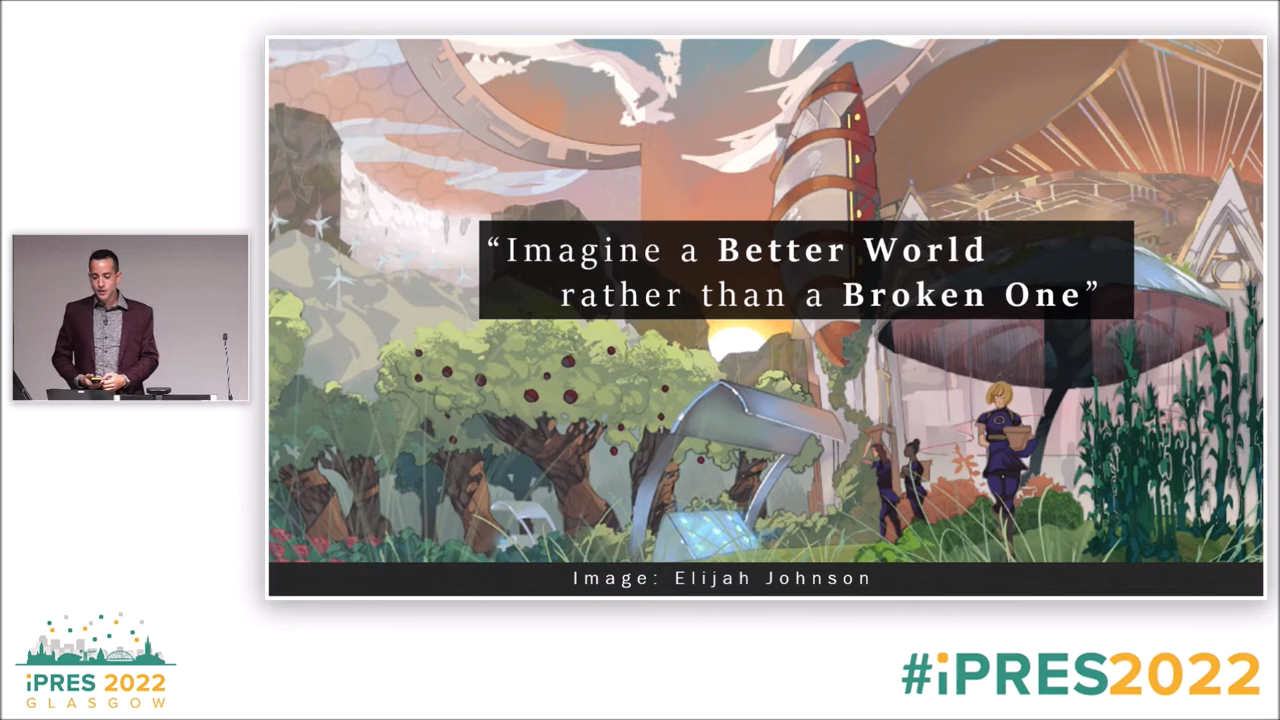 “Imagine a Better World
rather than a Broken One”
Image: Elijah Johnson
iPRES 2022
GLASGOW
#iPRES2022